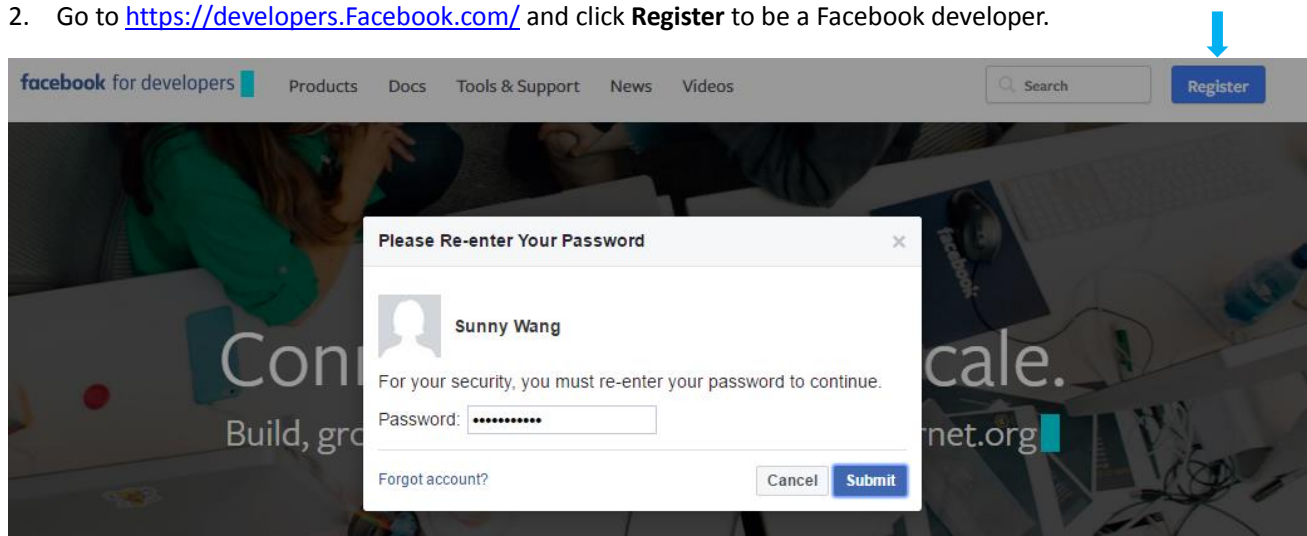 2. Go to https://developers.Facebook.com/ and click Register to be a Facebook developer.
facebook for developers Products Docs Tools & Support News Videos Search Register
Please Re-enter Your Password ×
facebook
Sunny Wang
Con cale.
For your security, you must re-enter your password to continue.
Password: •••••••••••
Build, gro rnet.org
Forgot account? Cancel Submit